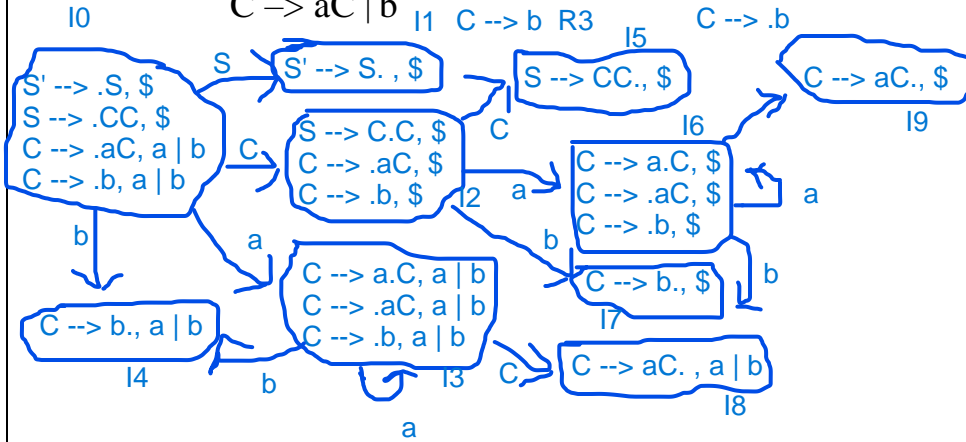 C –> aC | b
I0
I1 C --> b R3
C --> .b
S' --> .S, $
S --> .CC, $
C --> .aC, a | b
C --> .b, a | b
S
S' --> S. , $
I5
S --> CC., $
C --> aC., $
I9
C
S --> C.C, $
C --> .aC, $
C --> .b, $
I2
C
a
I6
C --> a.C, $
C --> .aC, $
C --> .b, $
a
b
a
b
C --> b., $
I7
b
C --> b., a | b
I4
C --> a.C, a | b
C --> .aC, a | b
C --> .b, a | b
I3
b
a
C
C --> aC. , a | b
I8